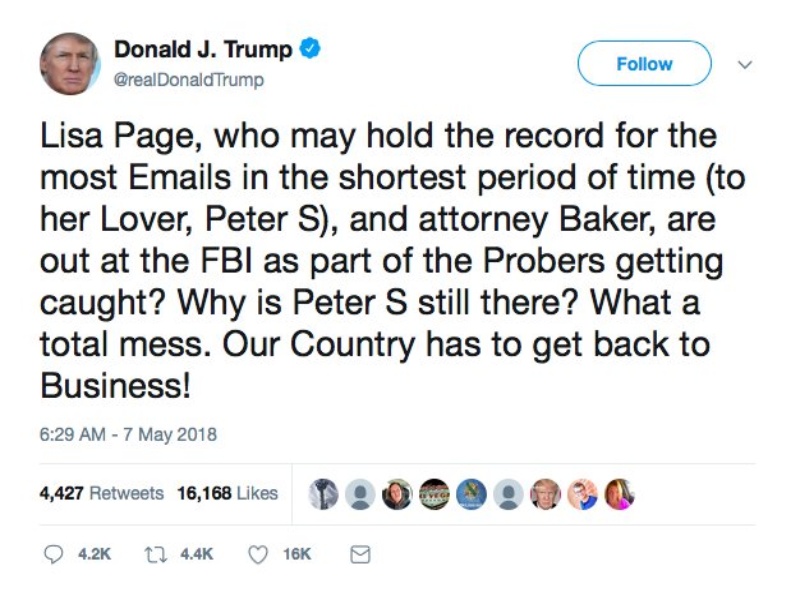 Donald J. Trump
@realDonaldTrump
Follow
Lisa Page, who may hold the record for the
most Emails in the shortest period of time (to
her Lover, Peter S), and attorney Baker, are
out at the FBI as part of the Probers getting
caught? Why is Peter S still there? What a
total mess. Our Country has to get back to
Business!
6:29 AM - 7 May 2018
4,427 Retweets 16,168 Likes
4.2K 4.4K 16K